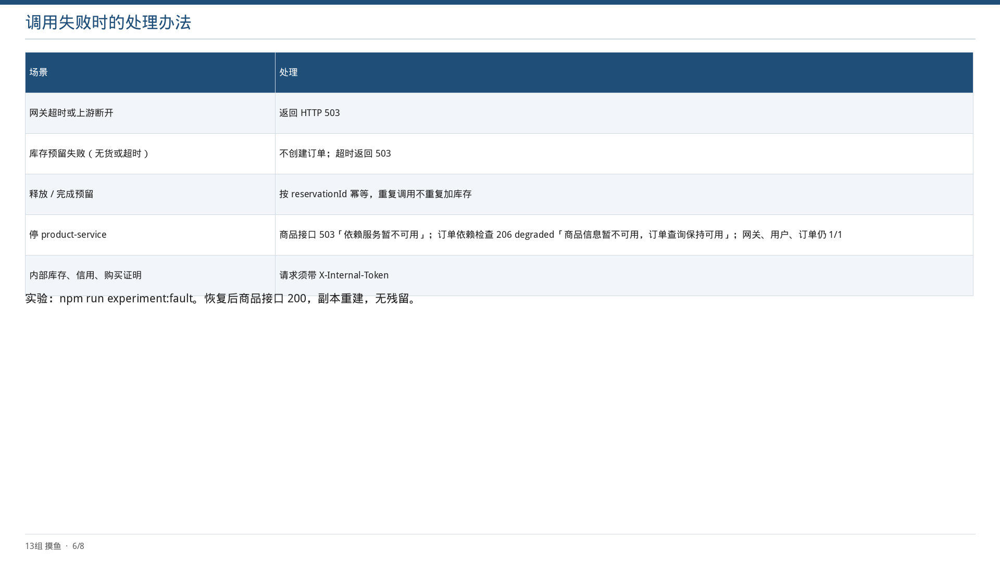 调用失败时的处理办法
场景 处理
网关超时或上游断开 返回 HTTP 503
库存预留失败（无货或超时） 不创建订单；超时返回 503
释放 / 完成预留 按 reservationId 幂等，重复调用不重复加库存
停 product-service 商品接口 503「依赖服务暂不可用」；订单依赖检查 206 degraded「商品信息暂不可用，订单查询保持可用」；网关、用户、订单仍 1/1
内部库存、信用、购买证明 请求须带 X-Internal-Token
实验：npm run experiment:fault。恢复后商品接口 200，副本重建，无残留。
13组 摸鱼 · 6/8